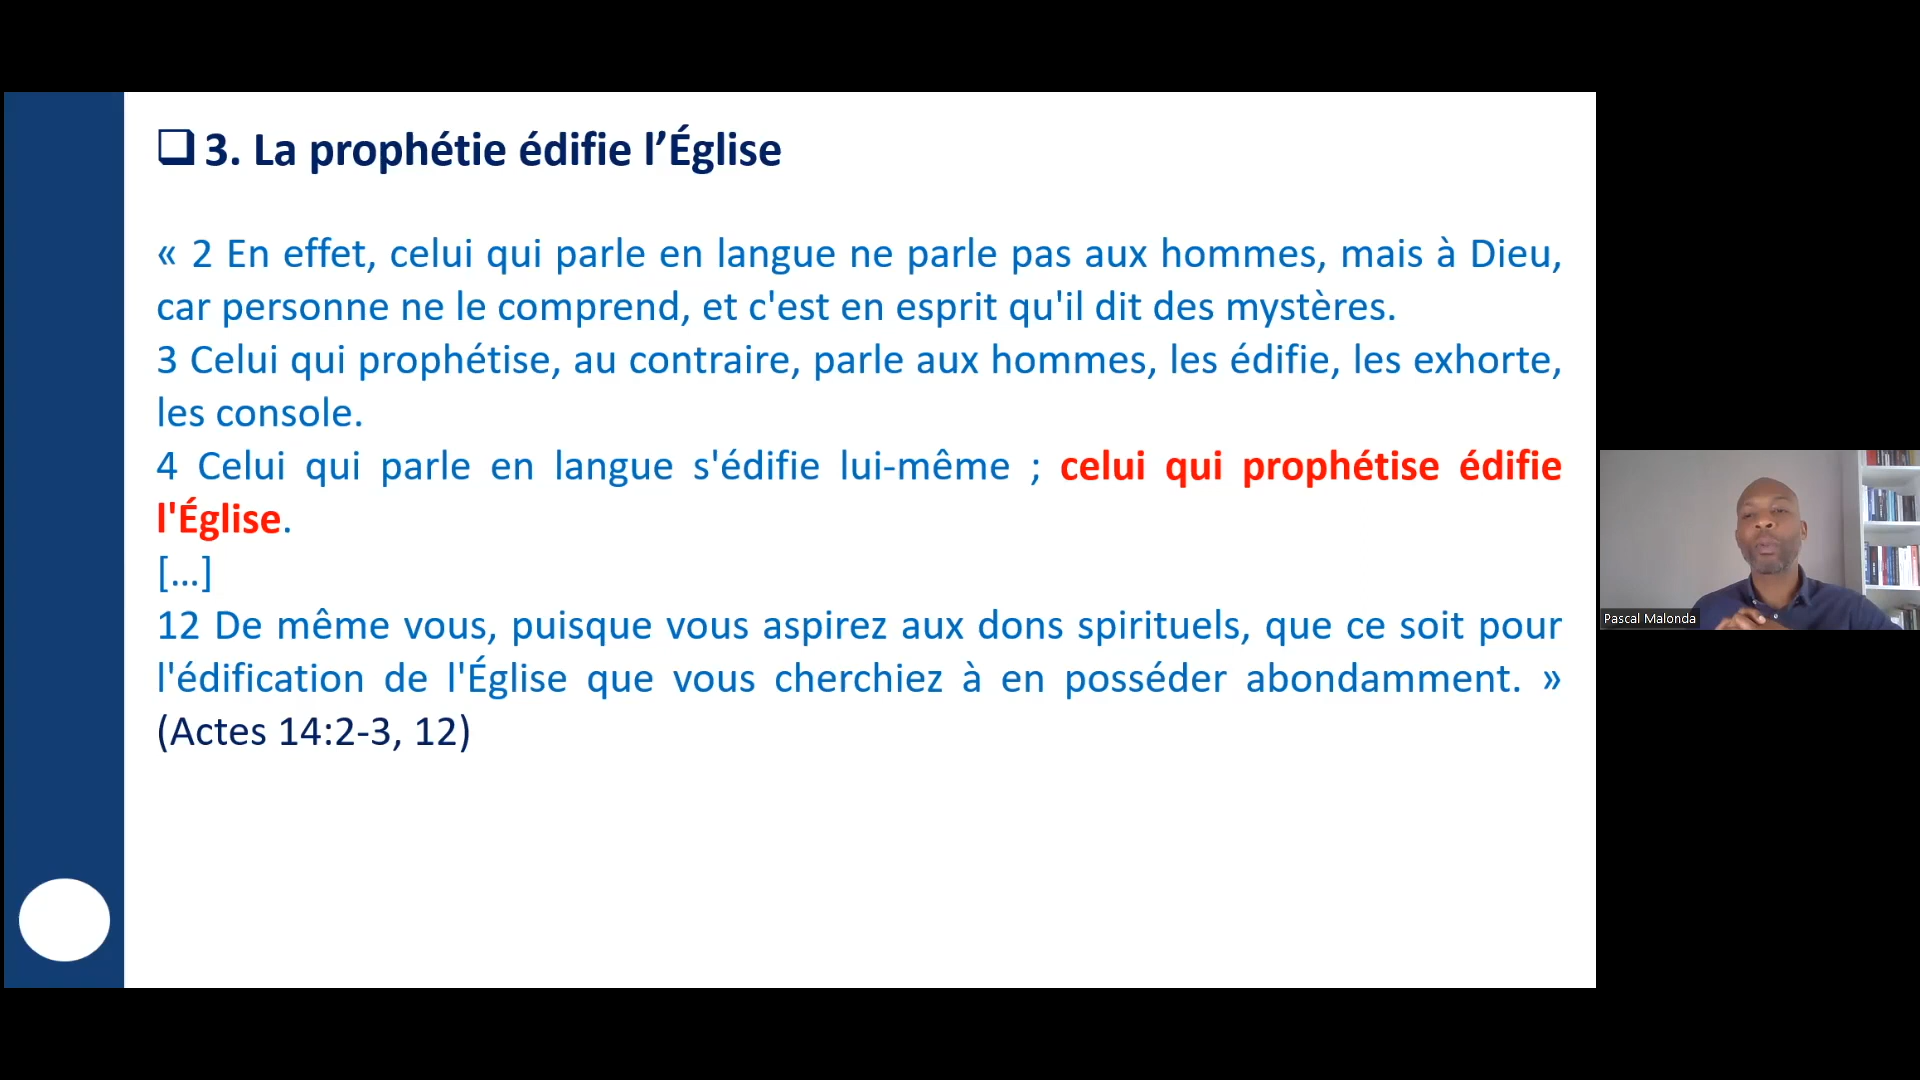 3. La prophétie édifie l’Église
« 2 En effet, celui qui parle en langue ne parle pas aux hommes, mais à Dieu,
car personne ne le comprend, et c'est en esprit qu'il dit des mystères.
3 Celui qui prophétise, au contraire, parle aux hommes, les édifie, les exhorte,
les console.
4 Celui qui parle en langue s'édifie lui-même ; celui qui prophétise édifie
l'Église.
[…]
12 De même vous, puisque vous aspirez aux dons spirituels, que ce soit pour
l'édification de l'Église que vous cherchiez à en posséder abondamment. »
(Actes 14:2-3, 12)
Pascal Malonda